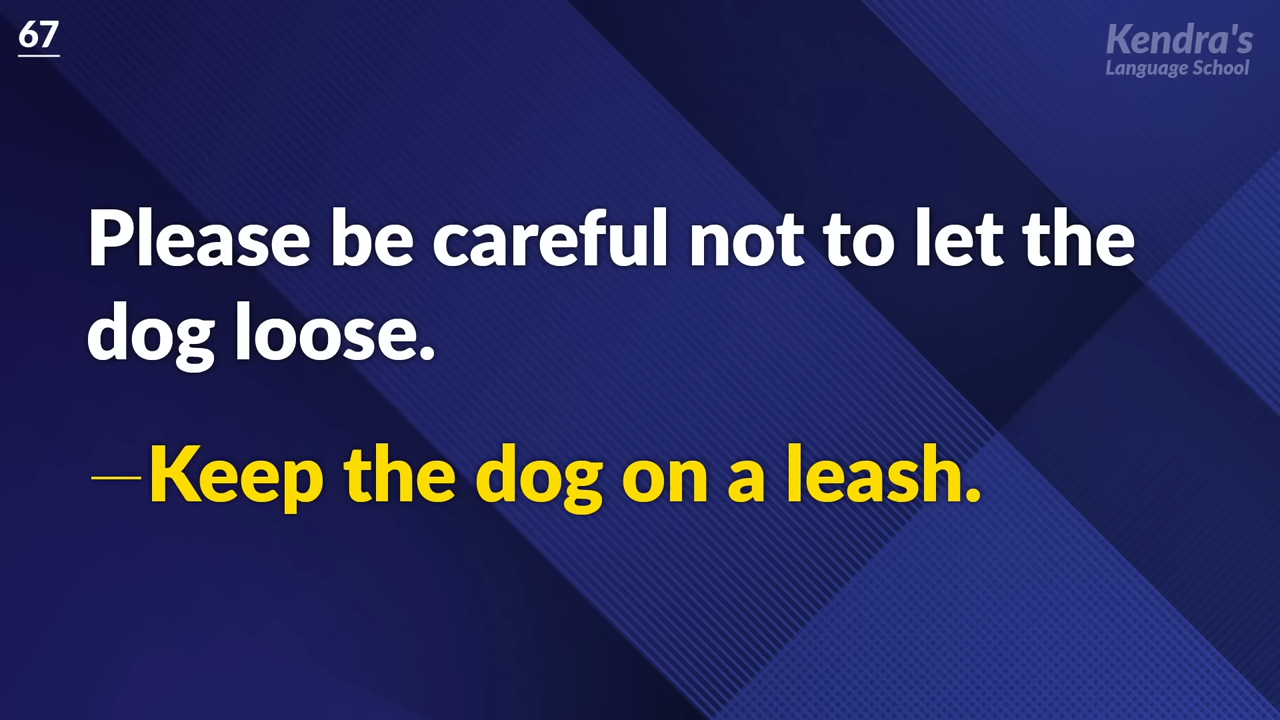 67
Kendra's
Language School
Please be careful not to let the
dog loose.
—Keep the dog on a leash.